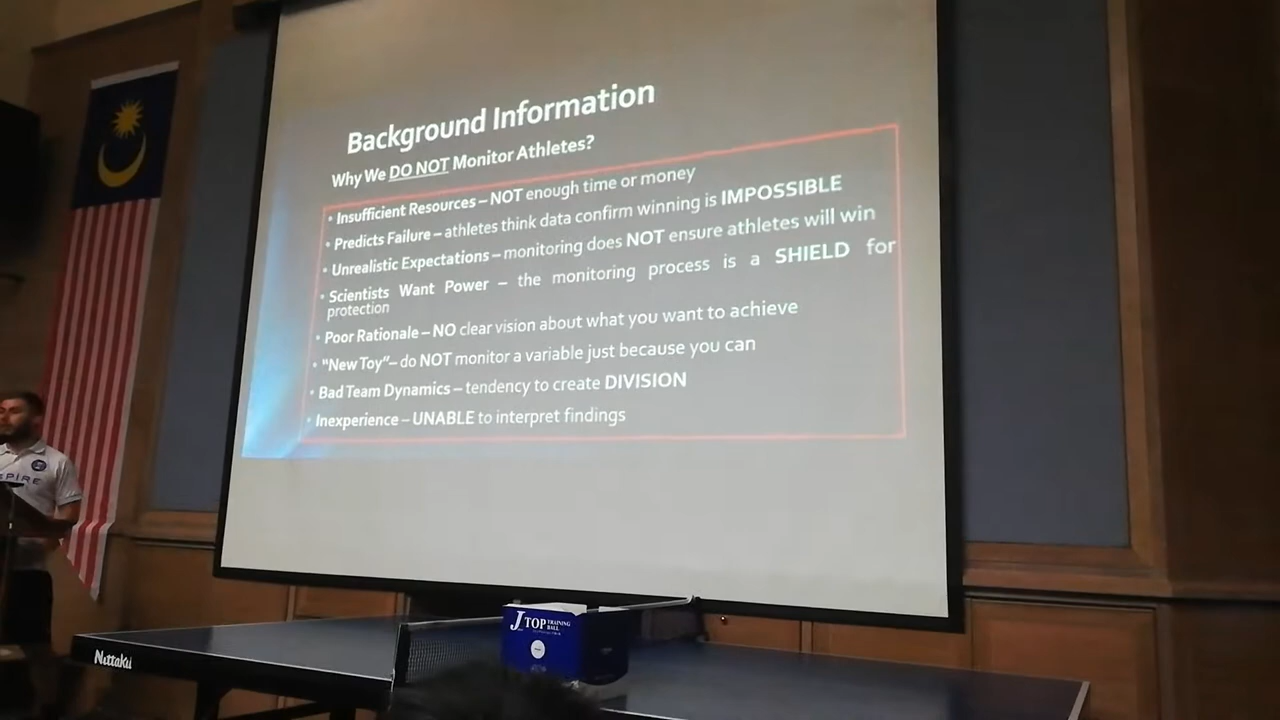 Background Information
Why We DO NOT Monitor Athletes?
• Insufficient Resources – NOT enough time or money
• Predicts Failure – athletes think data confirm winning is IMPOSSIBLE
• Unrealistic Expectations – monitoring does NOT ensure athletes will win
• Scientists Want Power – the monitoring process is a SHIELD for
protection
• Poor Rationale – NO clear vision about what you want to achieve
• "New Toy"– do NOT monitor a variable just because you can
• Bad Team Dynamics – tendency to create DIVISION
• Inexperience – UNABLE to interpret findings
SPIRE
J TOP TRAINING
BALL
Nittaku